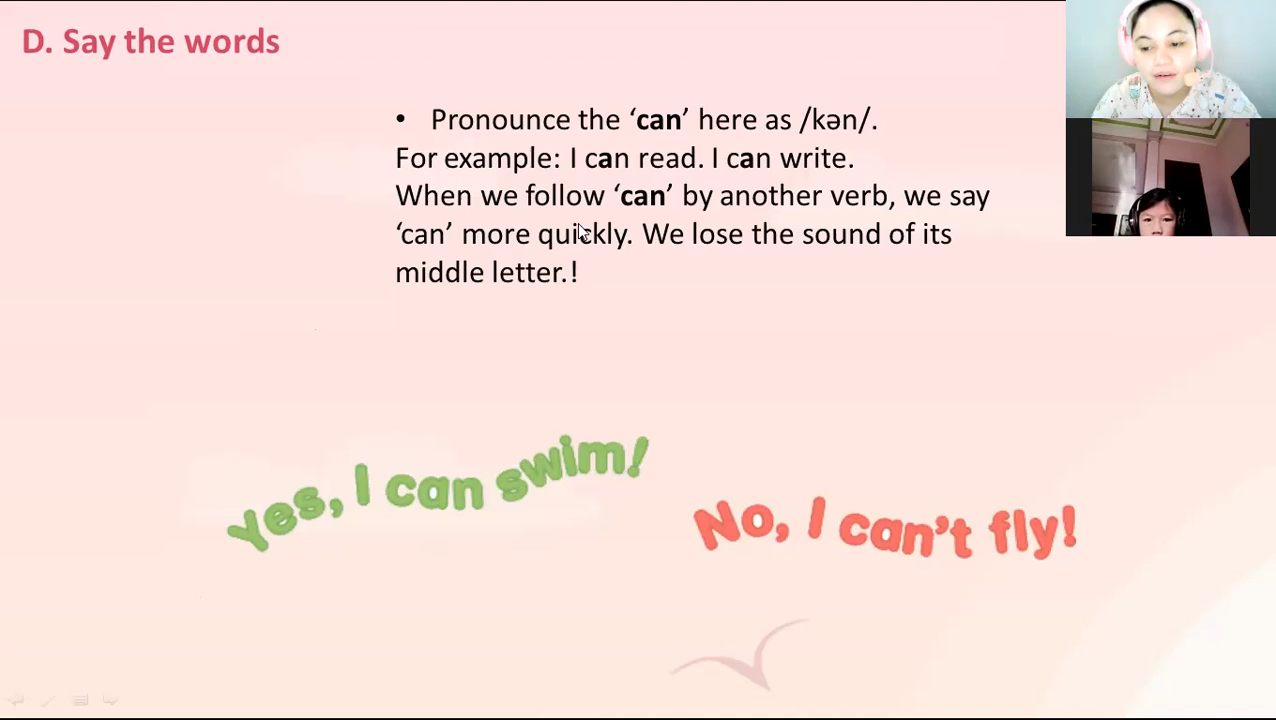 D. Say the words
• Pronounce the ‘can’ here as /kən/.
For example: I can read. I can write.
When we follow ‘can’ by another verb, we say
‘can’ more quickly. We lose the sound of its
middle letter.!
Yes, I can swim!
No, I can’t fly!